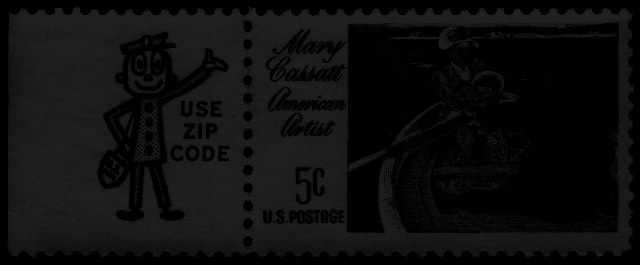 USE
ZIP
CODE
Mary
Cassatt
American
Artist
5c
U.S. POSTAGE